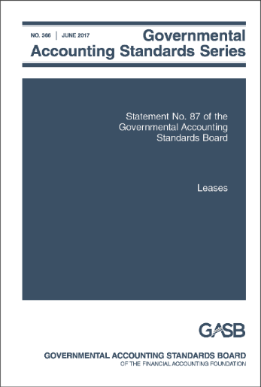 NO. 366 | JUNE 2017
Governmental
Accounting Standards Series
Statement No. 87 of the
Governmental Accounting
Standards Board
Leases
GASB
GOVERNMENTAL ACCOUNTING STANDARDS BOARD
OF THE FINANCIAL ACCOUNTING FOUNDATION